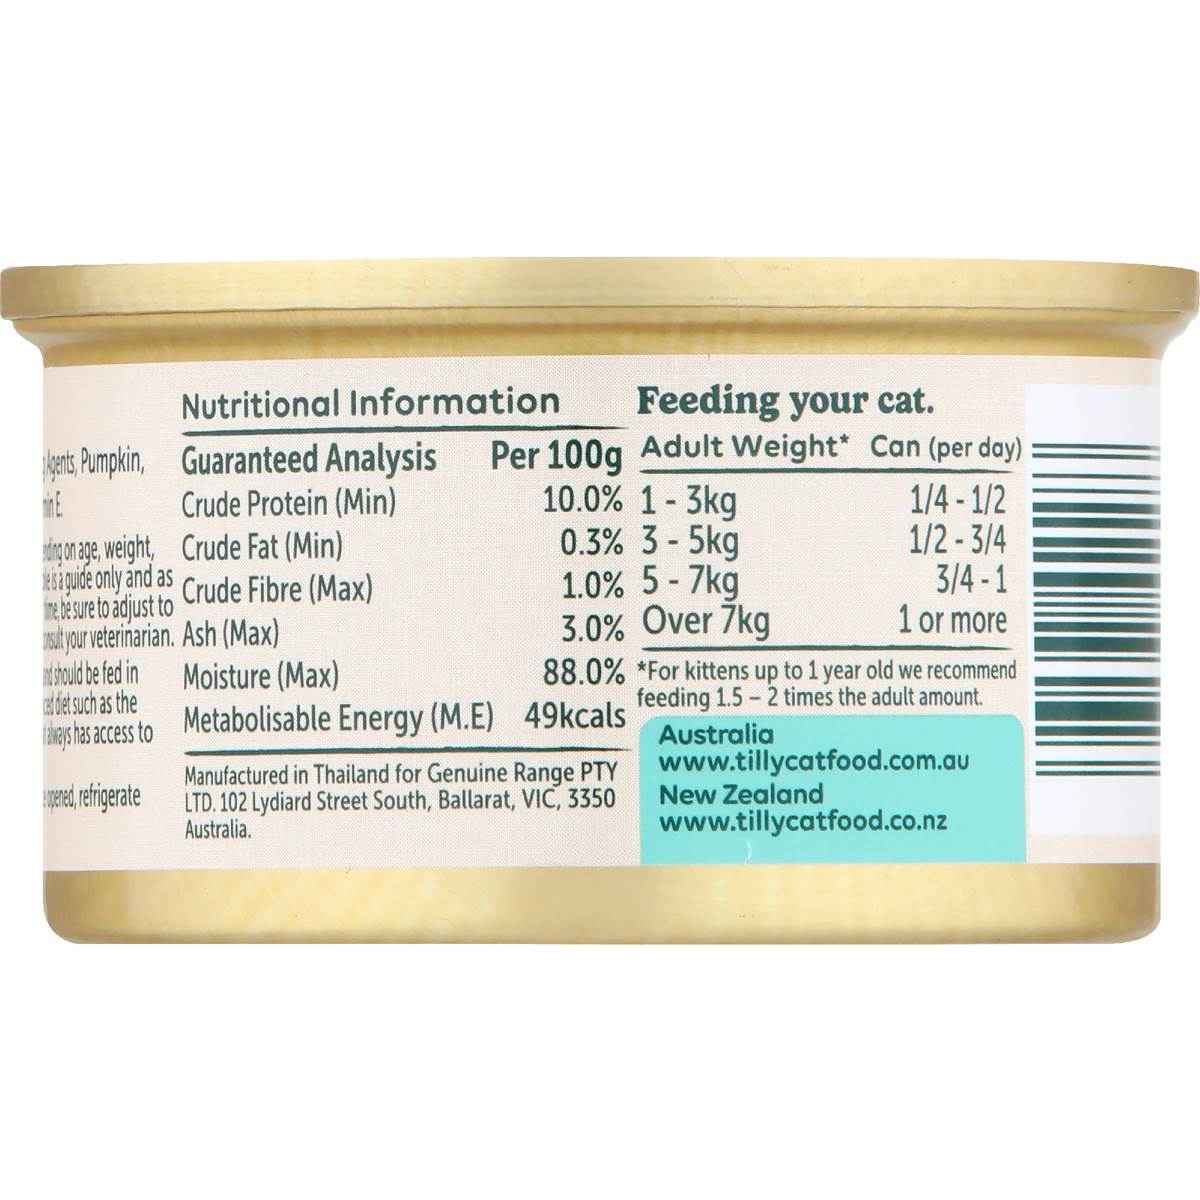 Agents, Pumpkin,
E.
on age, weight,
is a guide only and as
be sure to adjust to
your veterinarian.
should be fed in
diet such as the
always has access to
opened, refrigerate
Nutritional Information
Guaranteed Analysis Per 100g
Crude Protein (Min) 10.0%
Crude Fat (Min) 0.3%
Crude Fibre (Max) 1.0%
Ash (Max) 3.0%
Moisture (Max) 88.0%
Metabolisable Energy (M.E) 49kcals
Manufactured in Thailand for Genuine Range PTY
LTD. 102 Lydiard Street South, Ballarat, VIC, 3350
Australia.
Feeding your cat.
Adult Weight* Can (per day)
1 - 3kg 1/4 - 1/2
3 - 5kg 1/2 - 3/4
5 - 7kg 3/4 - 1
Over 7kg 1 or more
*For kittens up to 1 year old we recommend
feeding 1.5 – 2 times the adult amount.
Australia
www.tillycatfood.com.au
New Zealand
www.tillycatfood.co.nz